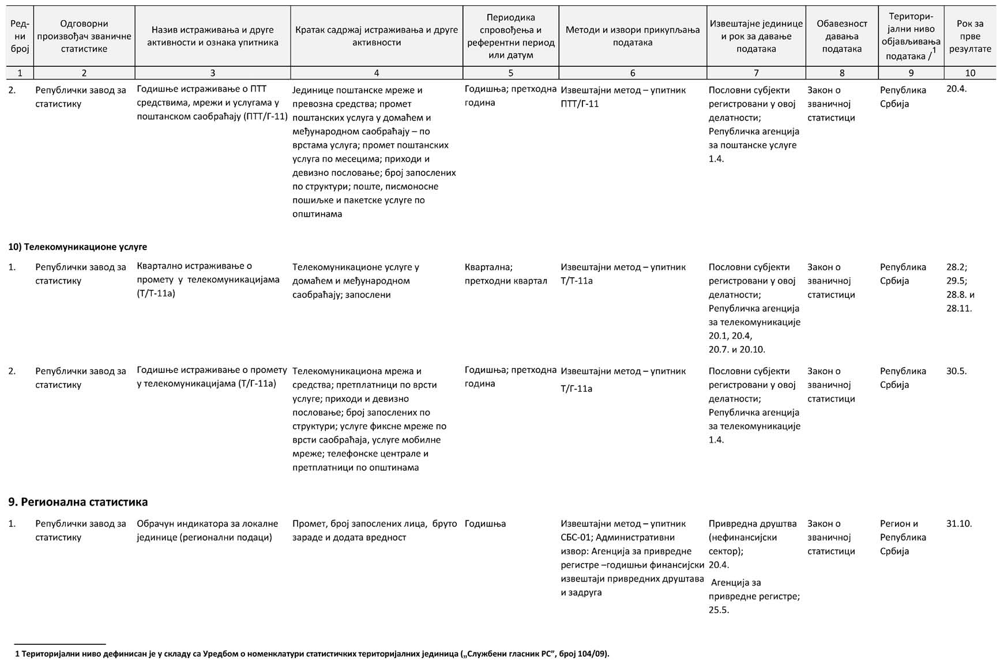 Ред-
ни
број
Одговорни
произвођач званичне
статистике
Назив истраживања и друге
активности и ознака упитника
Кратак садржај истраживања и друге
активности
Периодика
спровођења и
референтни период
или датум
Методи и извори прикупљања
података
Извештајне јединице
и рок за давање
података
Обавезност
давања
података
Територи-
јални ниво
објављивања
података /1
Рок за
прве
резултате
1 2 3 4 5 6 7 8 9 10
2.
Републички завод за
статистику
Годишње истраживање о ПТТ
средствима, мрежи и услугама у
поштанском саобраћају (ПТТ/Г-11)
Јединице поштанске мреже и
превозна средства; промет
поштанских услуга у домаћем и
међународном саобраћају – по
врстама услуга; промет поштанских
услуга по месецима; приходи и
девизно пословање; број запослених
по структури; поште, писмоносне
пошиљке и пакетске услуге по
општинама
Годишња; претходна
година
Извештајни метод – упитник
ПТТ/Г-11
Пословни субјекти
регистровани у овој
делатности;
Републичка агенција
за поштанске услуге
1.4.
Закон о
званичној
статистици
Република
Србија
20.4.
10) Телекомуникационе услуге
1.
Републички завод за
статистику
Квартално истраживање о
промету у телекомуникацијама
(Т/Т-11а)
Телекомуникационе услуге у
домаћем и међународном
саобраћају; запослени
Квартална;
претходни квартал
Извештајни метод – упитник
Т/Т-11а
Пословни субјекти
регистровани у овој
делатности;
Републичка агенција
за телекомуникације
20.1, 20.4,
20.7. и 20.10.
Закон о
званичној
статистици
Република
Србија
28.2;
29.5;
28.8. и
28.11.
2.
Републички завод за
статистику
Годишње истраживање о промету
у телекомуникацијама (Т/Г-11а)
Телекомуникациона мрежа и
средства; претплатници по врсти
услуге; приходи и девизно
пословање; број запослених по
структури; услуге фиксне мреже по
врсти саобраћаја, услуге мобилне
мреже; телефонске централе и
претплатници по општинама
Годишња; претходна
година
Извештајни метод – упитник
Т/Г-11а
Пословни субјекти
регистровани у овој
делатности;
Републичка агенција
за телекомуникације
1.4.
Закон о
званичној
статистици
Република
Србија
30.5.
9. Регионална статистика
1.
Републички завод за
статистику
Обрачун индикатора за локалне
јединице (регионални подаци)
Промет, број запослених лица, бруто
зараде и додата вредност
Годишња
Извештајни метод – упитник
СБС-01; Административни
извор: Агенција за привредне
регистре –годишњи финансијски
извештаји привредних друштава
и задруга
Привредна друштва
(нефинансијски
сектор);
20.4.
Агенција за
привредне регистре;
25.5.
Закон о
званичној
статистици
Регион и
Република
Србија
31.10.
1 Територијални ниво дефинисан је у складу са Уредбом о номенклатури статистичких територијалних јединица („Службени гласник РС”, број 104/09).